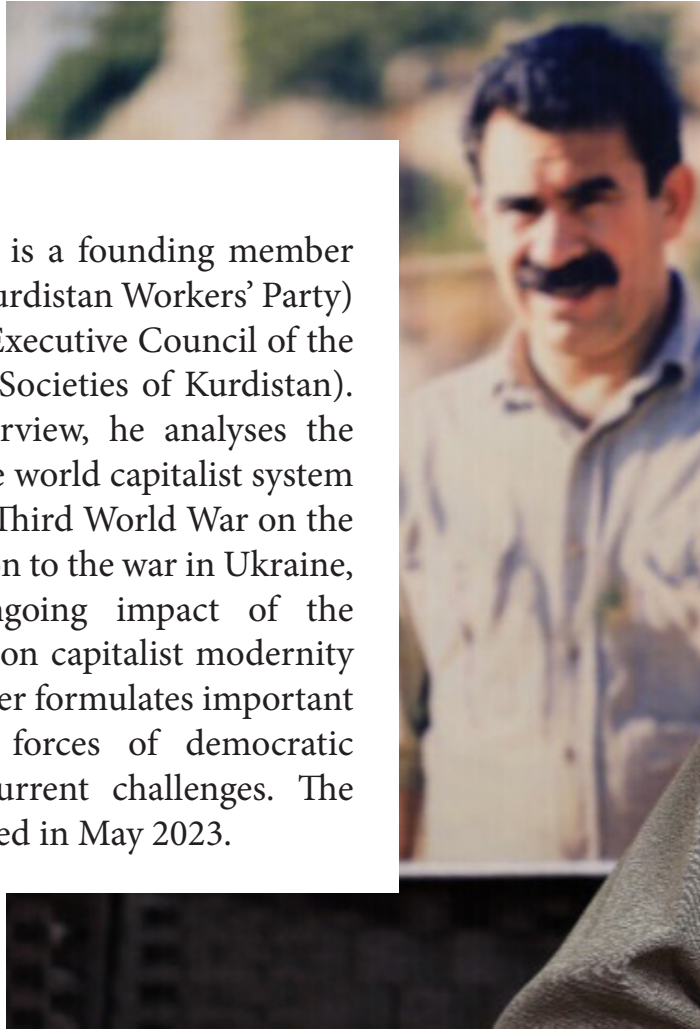 is a founding member
urdistan Workers’ Party)
Executive Council of the
Societies of Kurdistan).
rview, he analyses the
e world capitalist system
Third World War on the
on to the war in Ukraine,
ngoing impact of the
on capitalist modernity
er formulates important
forces of democratic
urrent challenges. The
ed in May 2023.